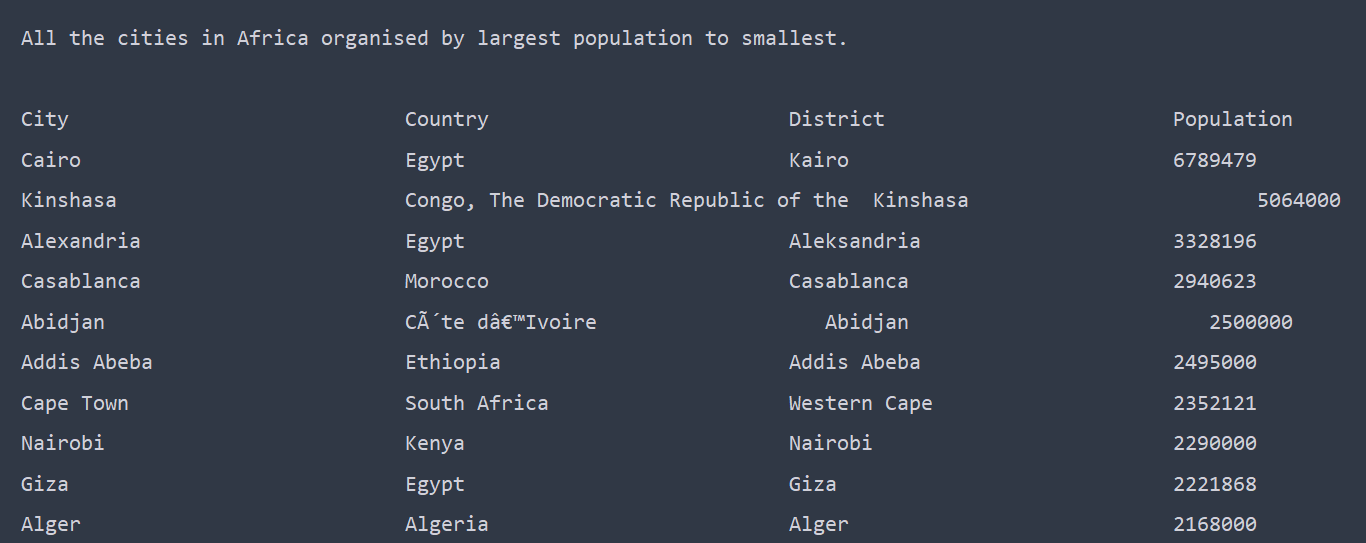 All the cities in Africa organised by largest population to smallest.
City Country District Population
Cairo Egypt Kairo 6789479
Kinshasa Congo, The Democratic Republic of the Kinshasa 5064000
Alexandria Egypt Aleksandria 3328196
Casablanca Morocco Casablanca 2940623
Abidjan CÃ´te dâ€™Ivoire Abidjan 2500000
Addis Abeba Ethiopia Addis Abeba 2495000
Cape Town South Africa Western Cape 2352121
Nairobi Kenya Nairobi 2290000
Giza Egypt Giza 2221868
Alger Algeria Alger 2168000